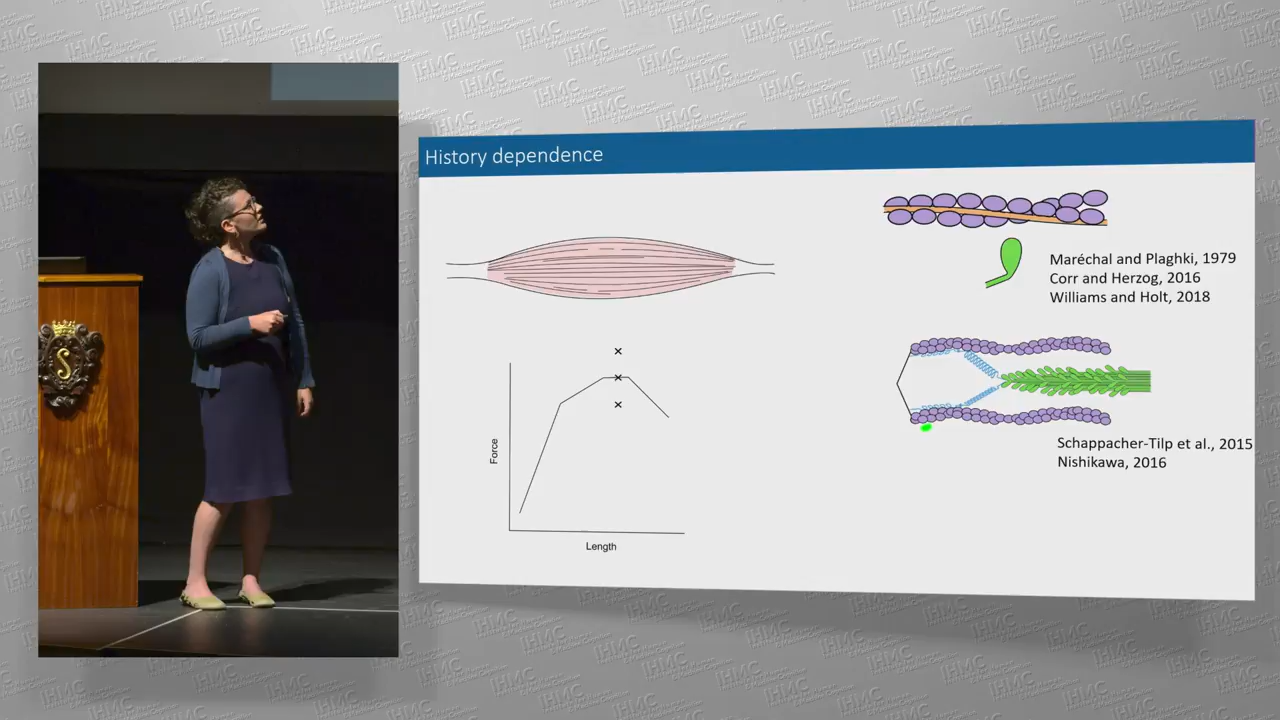 History dependence
Maréchal and Plaghki, 1979
Corr and Herzog, 2016
Williams and Holt, 2018
Force
Length
Schappacher-Tilp et al., 2015
Nishikawa, 2016
S
IHMC